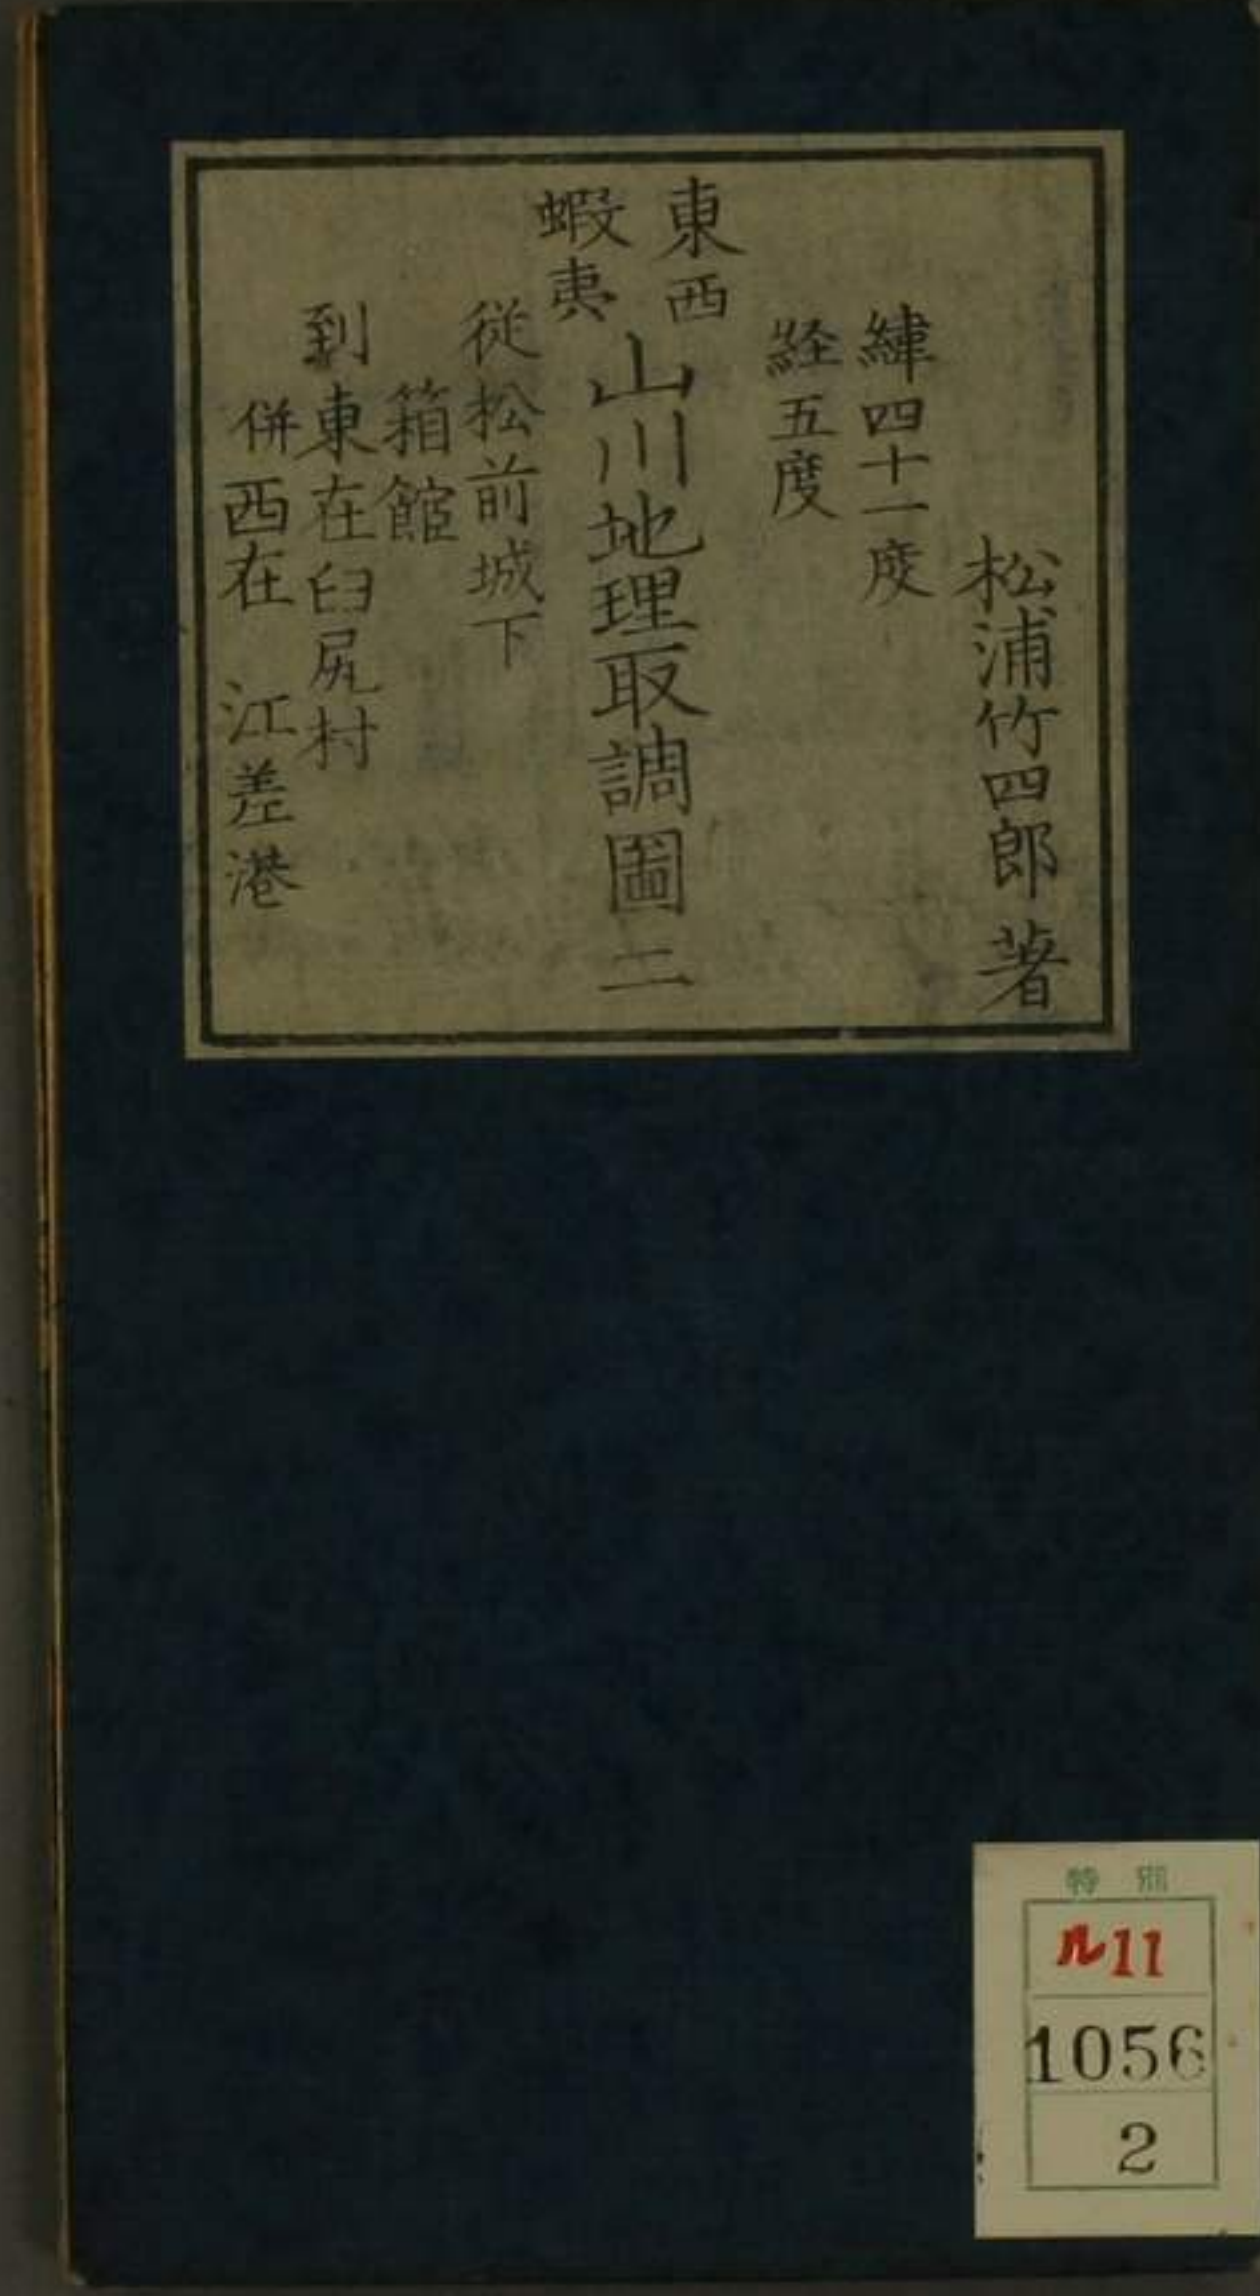 松浦竹四郎著
緯四十一度
経五度
東西
蝦夷
山川地理取調圖二
従松前城下
箱館
到東在臼尻村
併西在 江差港
特別
ル11
1056
2